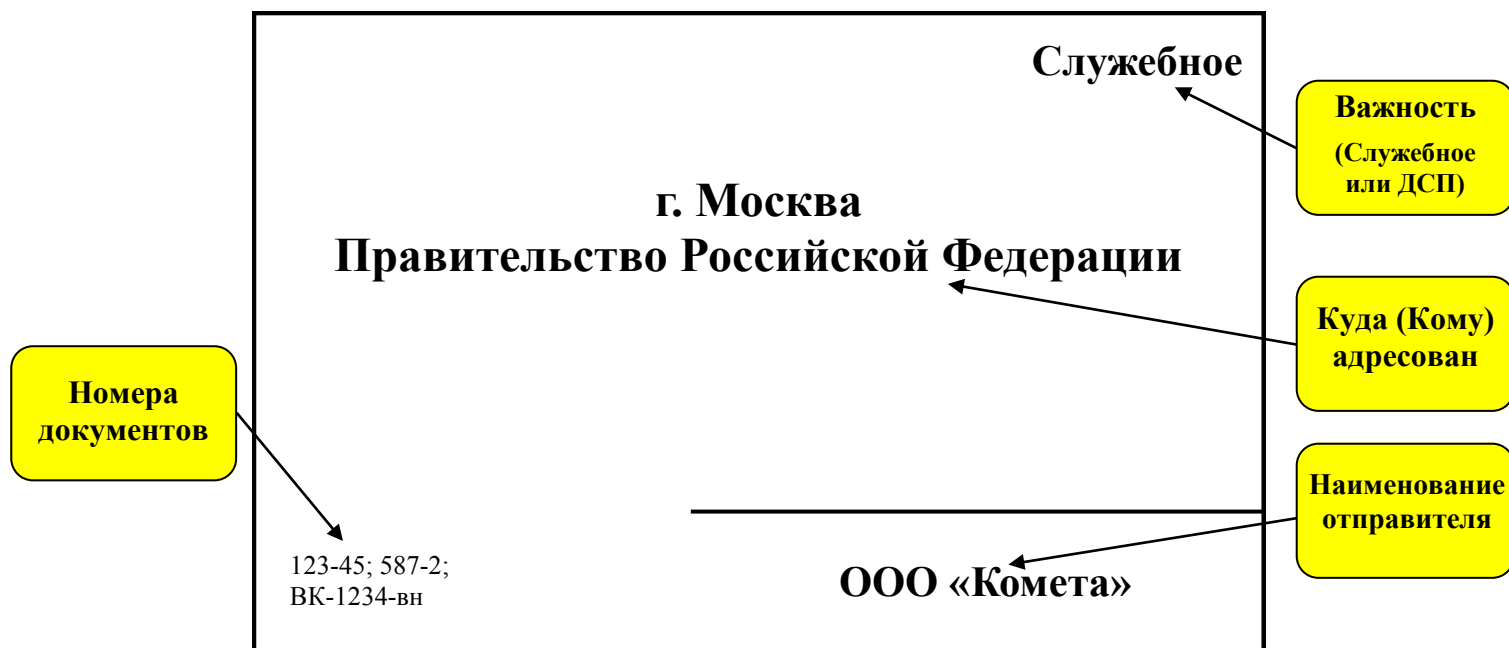 Служебное
Важность
(Служебное
или ДСП)
г. Москва
Правительство Российской Федерации
Куда (Кому)
адресован
Номера
документов
Наименование
отправителя
123-45; 587-2;
ВК-1234-вн
ООО «Комета»